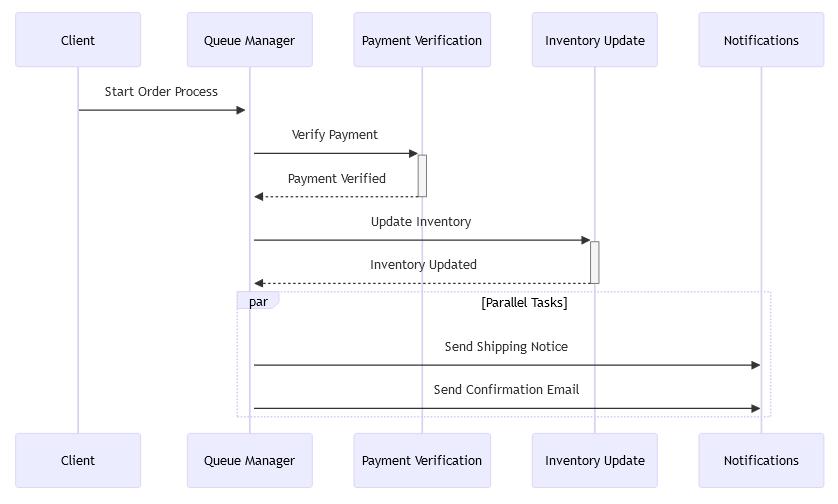 Client
Queue Manager
Payment Verification
Inventory Update
Notifications
Start Order Process
Verify Payment
Payment Verified
Update Inventory
Inventory Updated
par
[Parallel Tasks]
Send Shipping Notice
Send Confirmation Email
Client
Queue Manager
Payment Verification
Inventory Update
Notifications